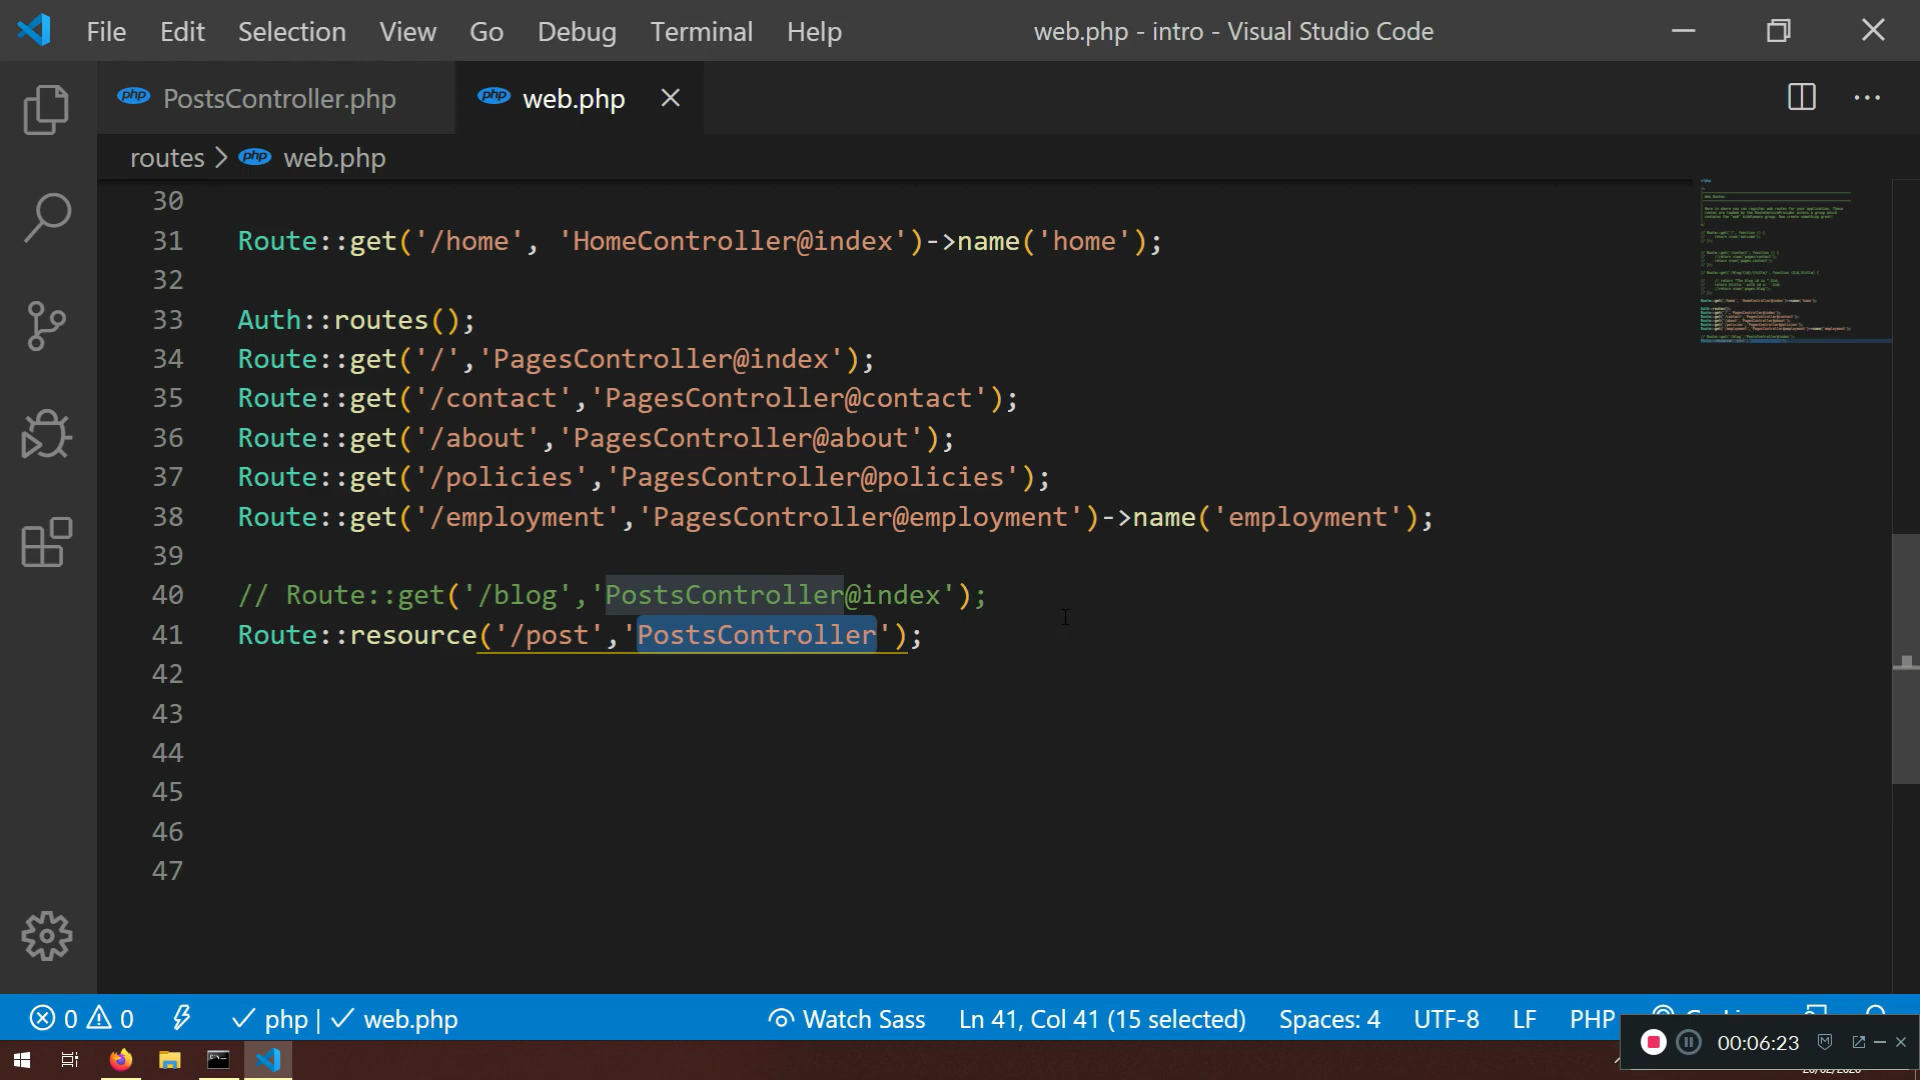 File Edit Selection View Go Debug Terminal Help web.php - intro - Visual Studio Code
php PostsController.php php web.php
routes > php web.php
30
31 Route::get('/home', 'HomeController@index')->name('home');
32
33 Auth::routes();
34 Route::get('/','PagesController@index');
35 Route::get('/contact','PagesController@contact');
36 Route::get('/about','PagesController@about');
37 Route::get('/policies','PagesController@policies');
38 Route::get('/employment','PagesController@employment')->name('employment');
39
40 // Route::get('/blog','PostsController@index');
41 Route::resource('/post','PostsController');
42
43
44
45
46
47
0 0 php | web.php Watch Sass Ln 41, Col 41 (15 selected) Spaces: 4 UTF-8 LF PHP
00:06:23